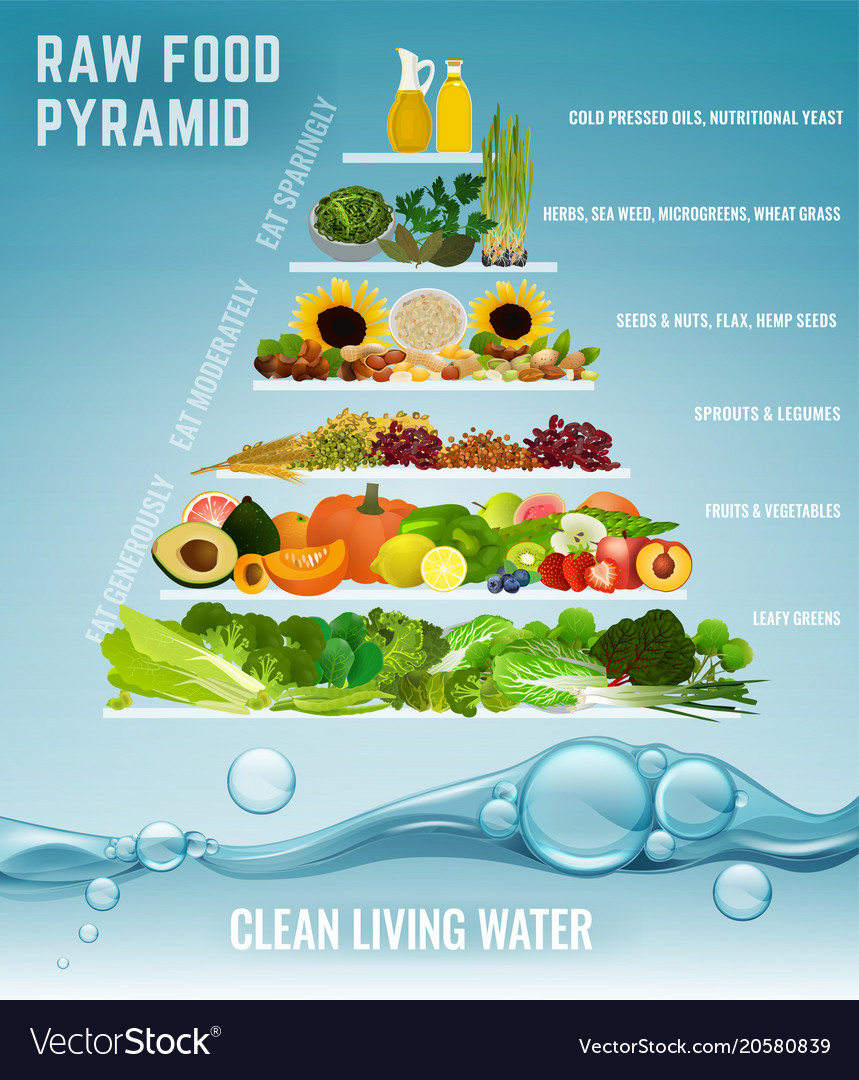 RAW FOOD
PYRAMID
EAT SPARINGLY
COLD PRESSED OILS, NUTRITIONAL YEAST
HERBS, SEA WEED, MICROGREENS, WHEAT GRASS
EAT MODERATELY
SEEDS & NUTS, FLAX, HEMP SEEDS
SPROUTS & LEGUMES
EAT GENEROUSLY
FRUITS & VEGETABLES
LEAFY GREENS
CLEAN LIVING WATER
VectorStock®
VectorStock.com/20580839